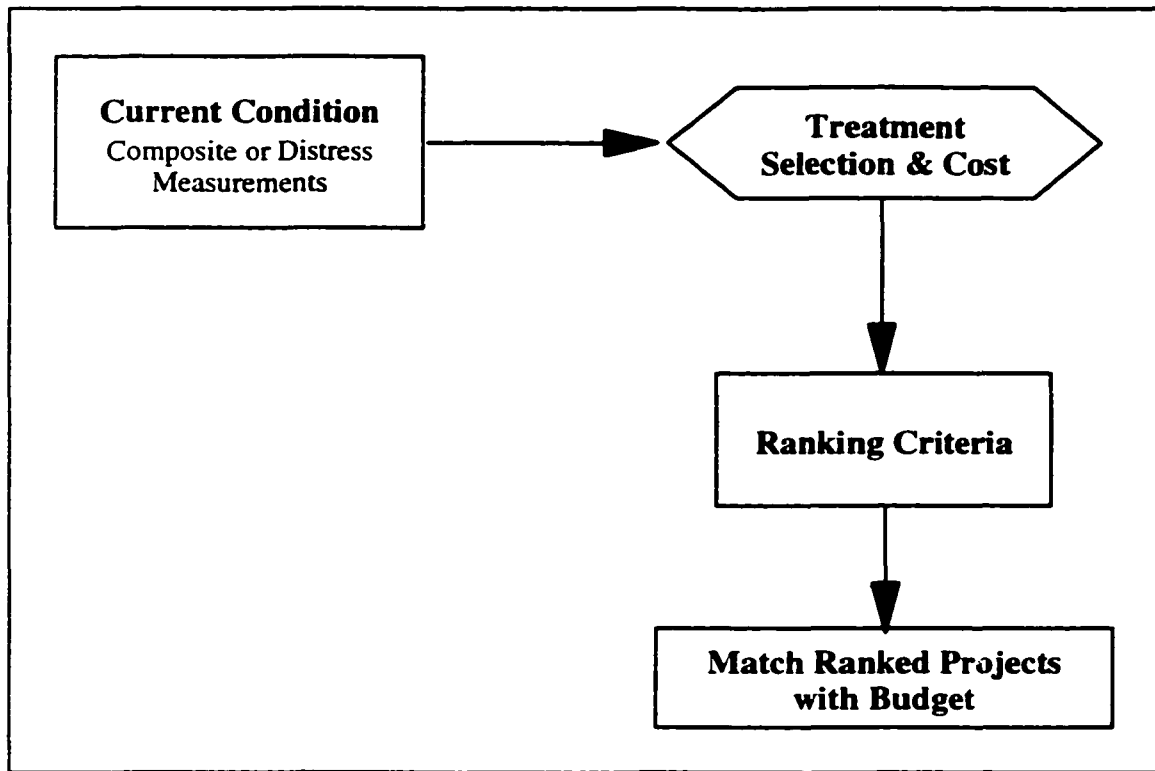 Current Condition
Composite or Distress
Measurements
Treatment
Selection & Cost
Ranking Criteria
Match Ranked Projects
with Budget